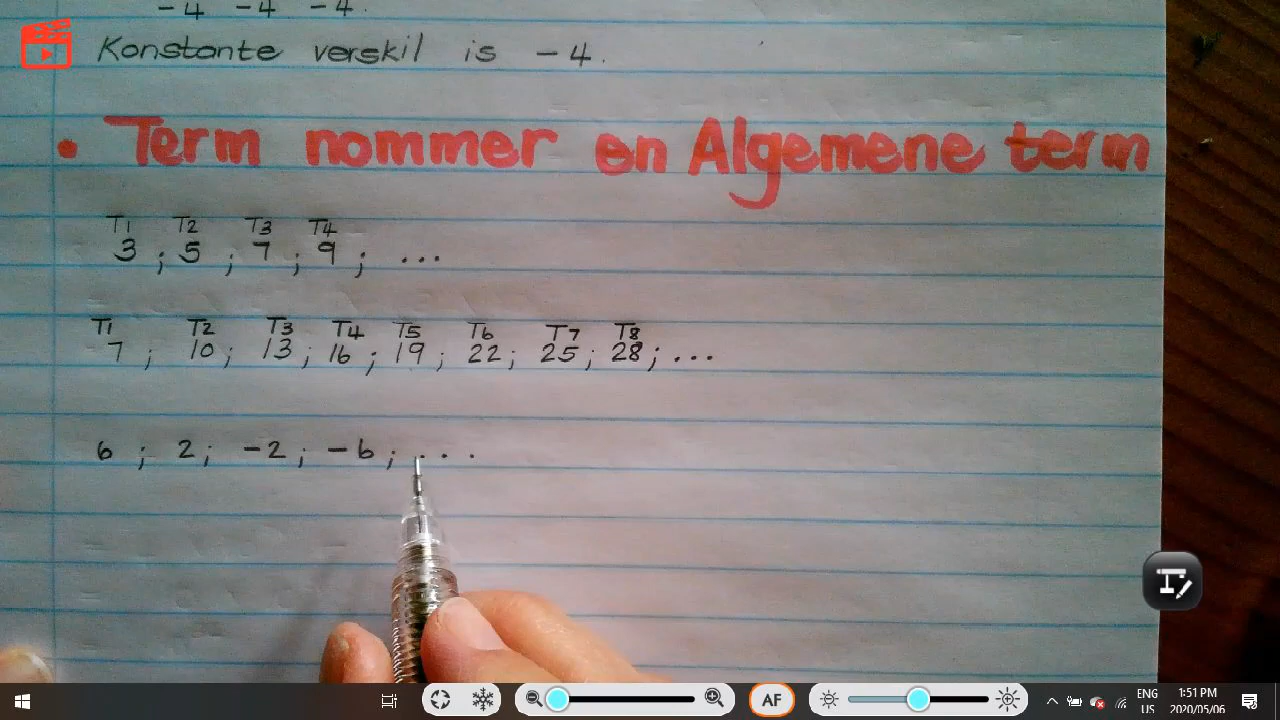 -4 -4 -4.
Konstante verskil is -4.
• Term nommer en Algemene term
T1 T2 T3 T4
3 ; 5 ; 7 ; 9 ; ...
T1 T2 T3 T4 T5 T6 T7 T8
7 ; 10 ; 13 ; 16 ; 19 ; 22 ; 25 ; 28 ; ...
6 ; 2 ; -2 ; -6 ; ...
AF
ENG
US
1:51 PM
2020/05/06